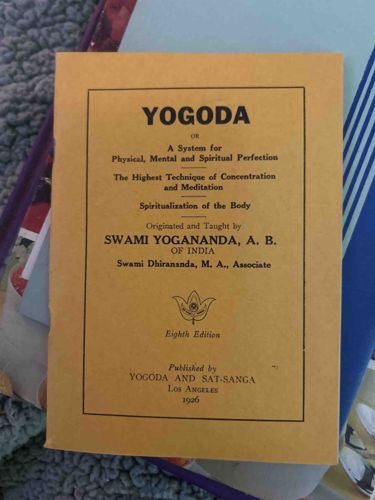 YOGODA
OR
A System for
Physical, Mental and Spiritual Perfection
The Highest Technique of Concentration
and Meditation
Spiritualization of the Body
Originated and Taught by
SWAMI YOGANANDA, A. B.
OF INDIA
Swami Dhirananda, M. A., Associate
Eighth Edition
Published by
YOGODA AND SAT-SANGA
Los Angeles
1926